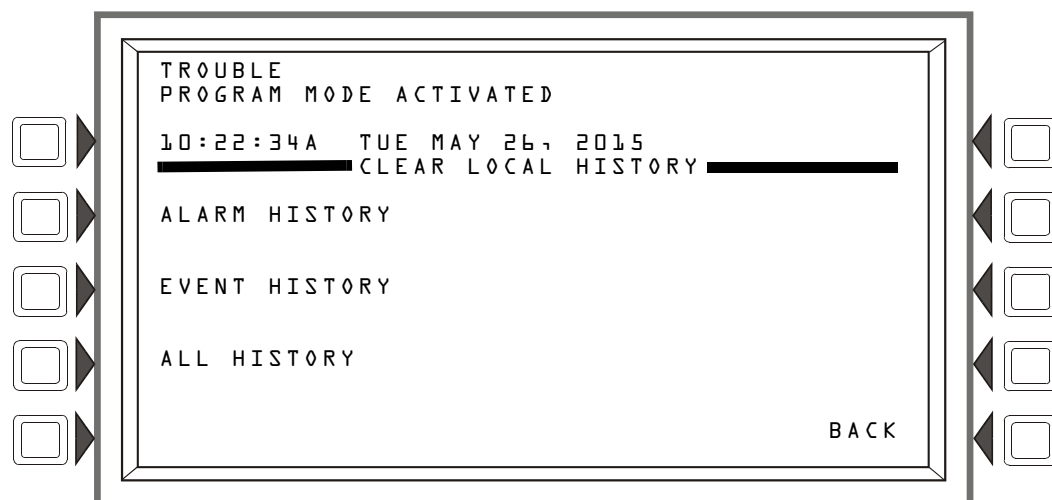 TROUBLE
PROGRAM MODE ACTIVATED
10:22:34A TUE MAY 26, 2015
CLEAR LOCAL HISTORY
ALARM HISTORY
EVENT HISTORY
ALL HISTORY
BACK